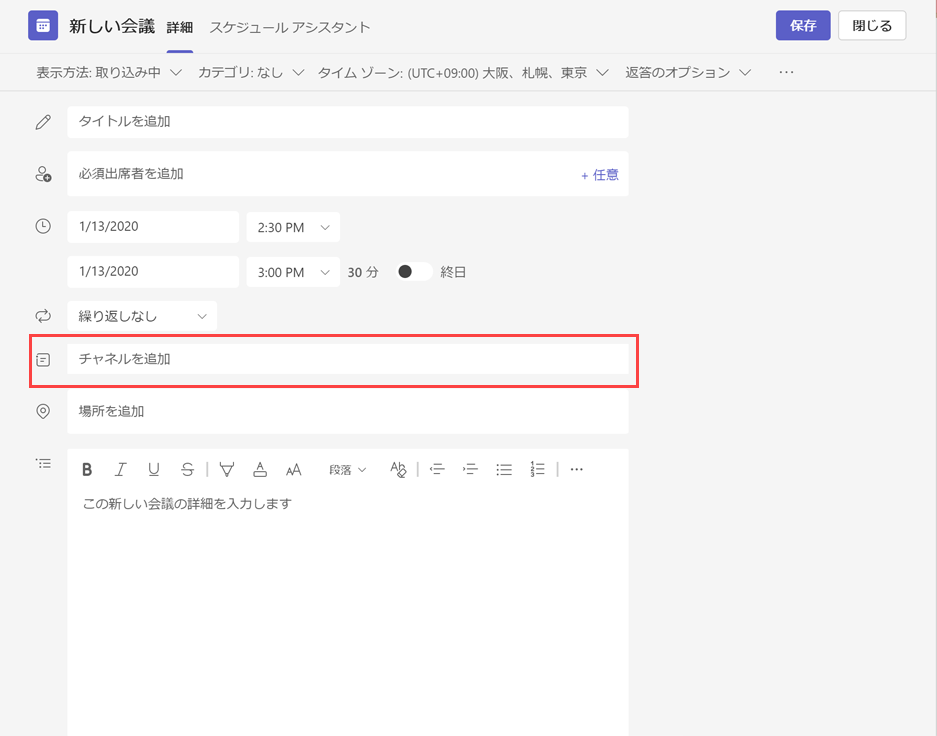 新しい会議 詳細 スケジュール アシスタント 保存 閉じる
表示方法: 取り込み中 カテゴリ: なし タイム ゾーン: (UTC+09:00) 大阪、札幌、東京 返答のオプション ...
タイトルを追加
必須出席者を追加 + 任意
1/13/2020 2:30 PM
1/13/2020 3:00 PM 30 分 終日
繰り返しなし
チャネルを追加
場所を追加
B I U S A AA 段落 Ab ...
この新しい会議の詳細を入力します